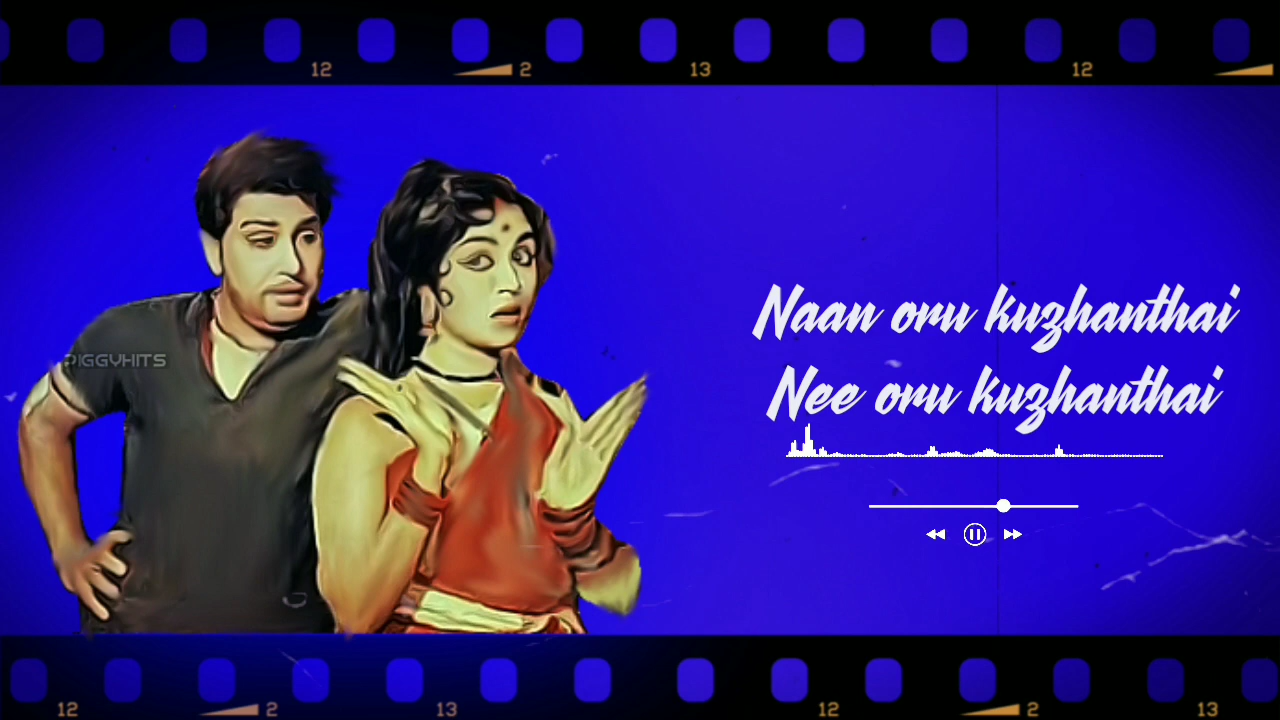 12 2 13 12
PIGGYHITS
Naan oru kuzhanthai
Nee oru kuzhanthai
12 2 13 12 2 13